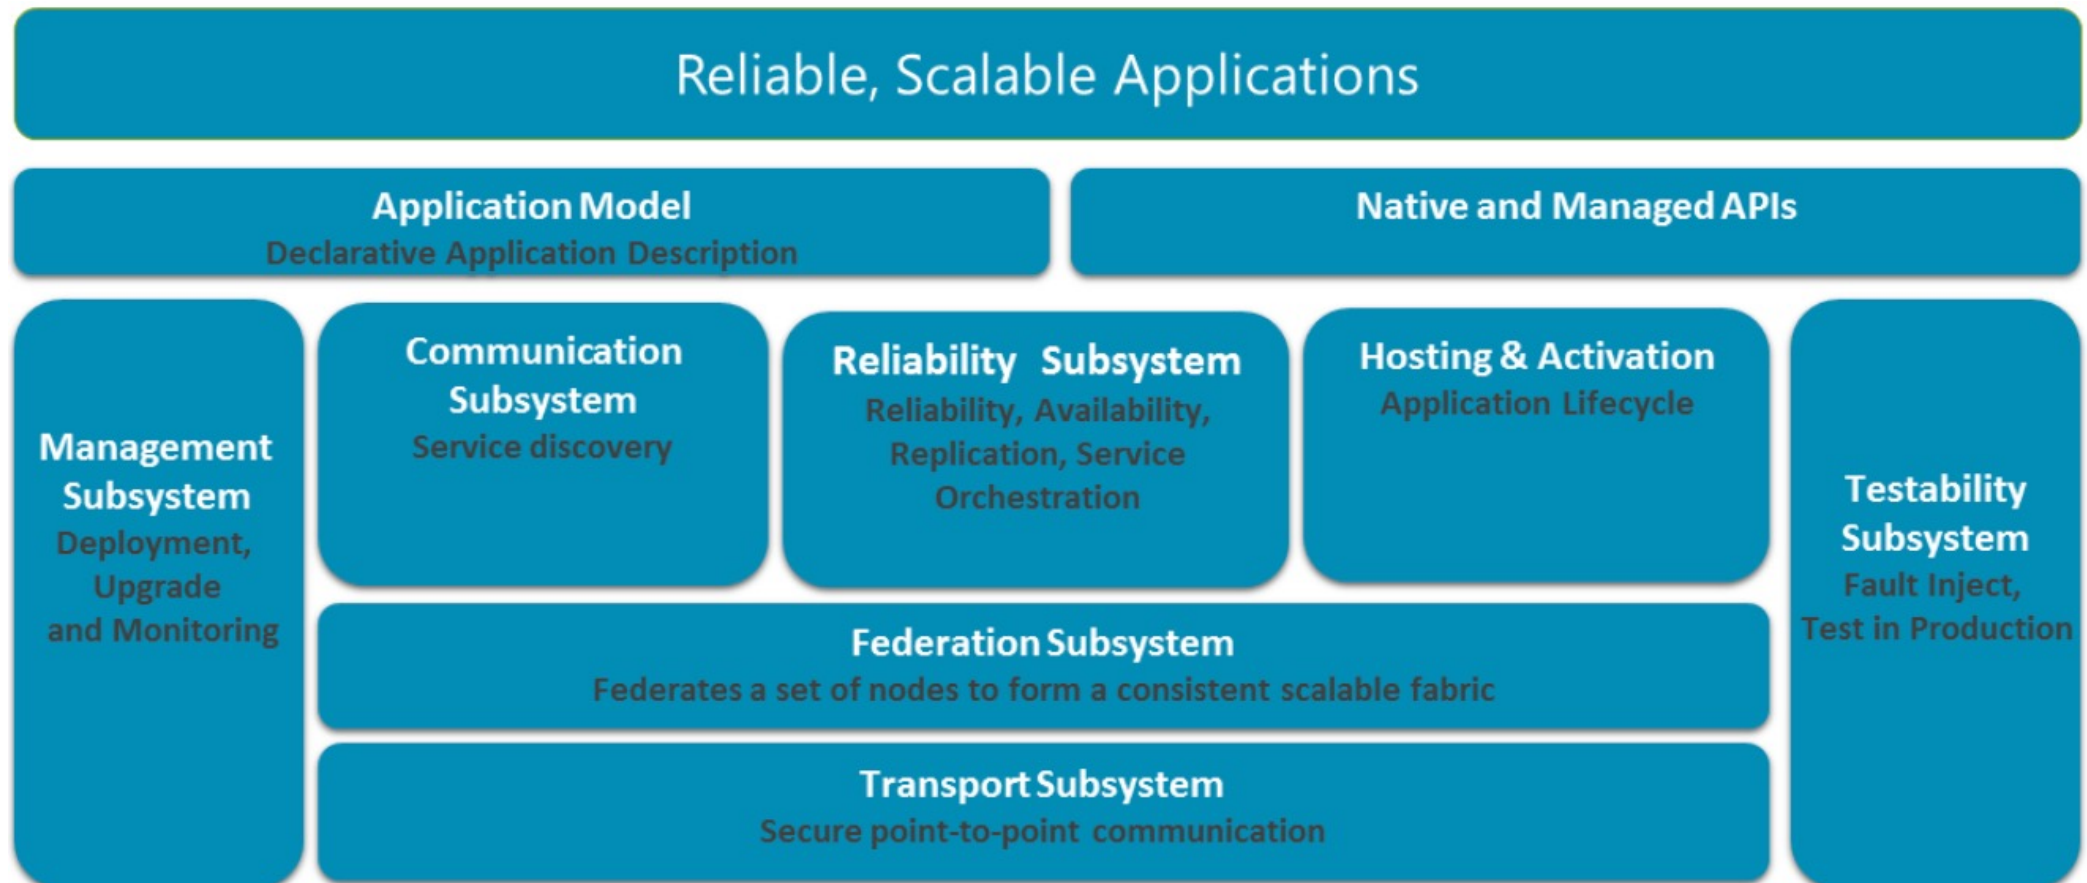 Reliable, Scalable Applications
Application Model
Declarative Application Description
Native and Managed APIs
Management
Subsystem
Deployment,
Upgrade
and Monitoring
Communication
Subsystem
Service discovery
Reliability Subsystem
Reliability, Availability,
Replication, Service
Orchestration
Hosting & Activation
Application Lifecycle
Testability
Subsystem
Fault Inject,
Test in Production
Federation Subsystem
Federates a set of nodes to form a consistent scalable fabric
Transport Subsystem
Secure point-to-point communication